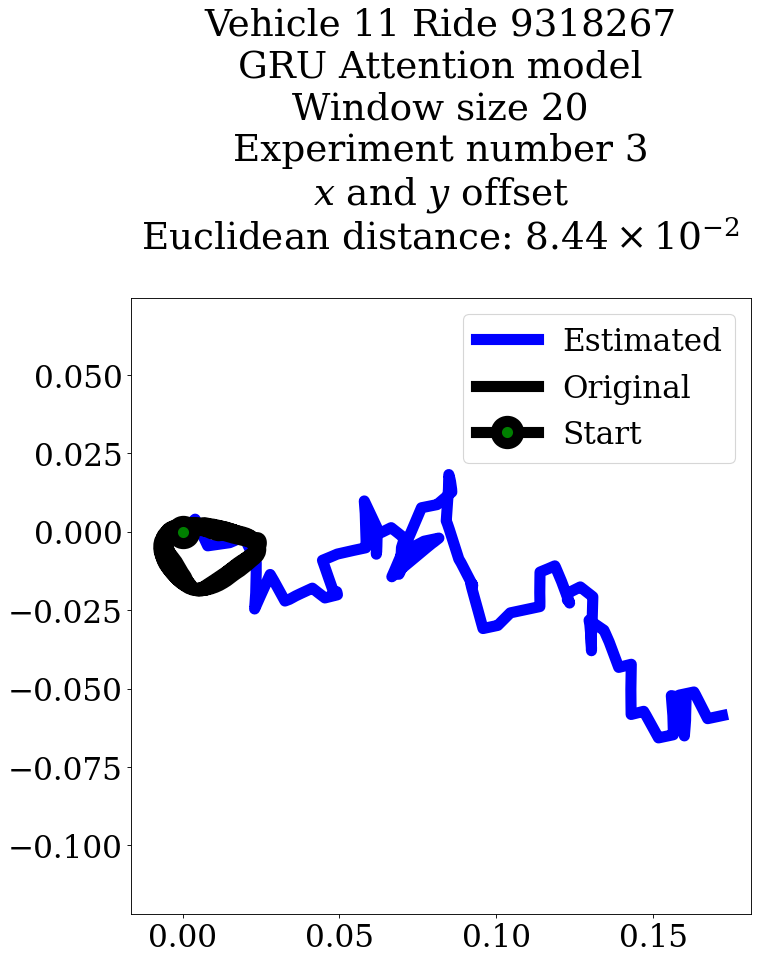 Vehicle 11 Ride 9318267
GRU Attention model
Window size 20
Experiment number 3
x and y offset
Euclidean distance: 8.44 × 10⁻²
Estimated
Original
Start
0.050
0.025
0.000
−0.025
−0.050
−0.075
−0.100
0.00 0.05 0.10 0.15